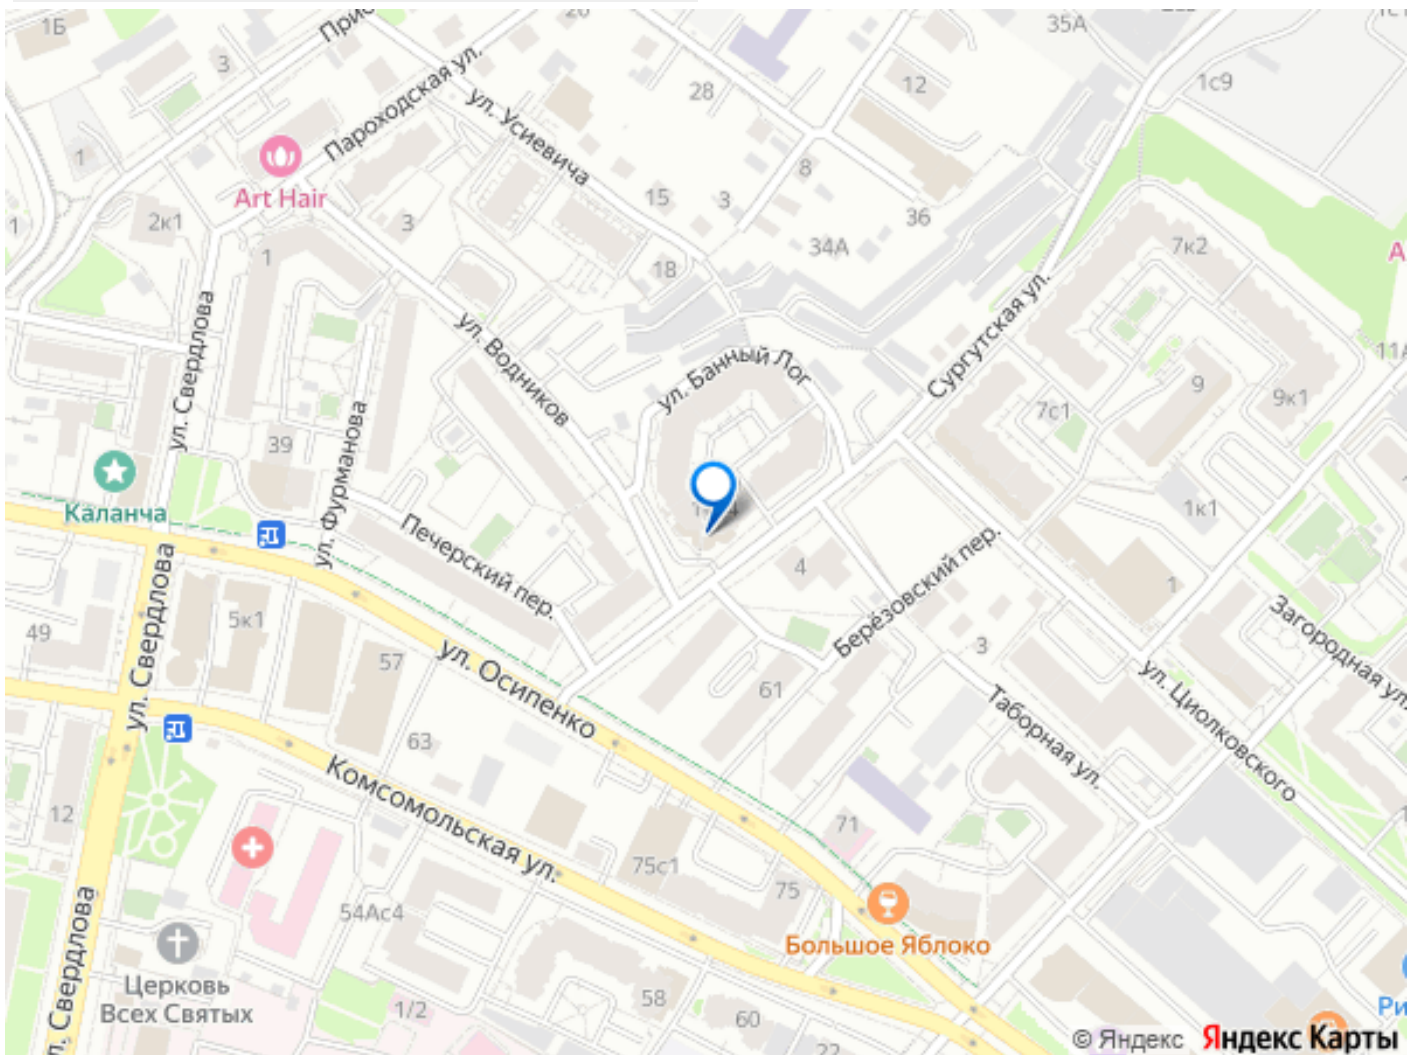 1Б
3
Пароходская ул.
28
12
35А
1с9
ул. Усиевича
1
Art Hair
2к1
3
15
3
8
36
34А
7к2
1
1
18
ул. Свердлова
ул. Водников
ул. Банный Лог
Сургутская ул.
9
7с1
9к1
39
ул. Фурманова
Каланча
Печерский пер.
1к1
4
Берёзовский пер.
1
Загородная ул.
49
5к1
57
ул. Свердлова
ул. Осипенко
61
3
Таборная ул.
ул. Циолковского
63
Комсомольская ул.
12
71
75с1
75
54Ас4
Большое Яблоко
ул. Свердлова
Церковь
Всех Святых
1/2
58
60
22
© Яндекс Яндекс Карты